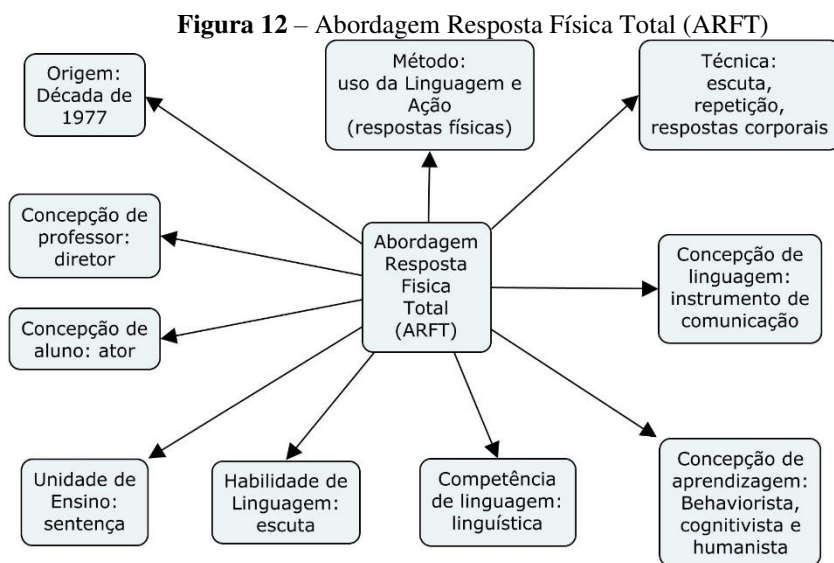 Figura 12 – Abordagem Resposta Física Total (ARFT)
Origem:
Década de
1977
Método:
uso da Linguagem e
Ação
(respostas físicas)
Técnica:
escuta,
repetição,
respostas corporais
Concepção de
professor:
diretor
Abordagem
Resposta
Fisica
Total
(ARFT)
Concepção de
linguagem:
instrumento de
comunicação
Concepção de
aluno: ator
Unidade de
Ensino:
sentença
Habilidade de
Linguagem:
escuta
Competência
de linguagem:
linguística
Concepção de
aprendizagem:
Behaviorista,
cognitivista e
humanista